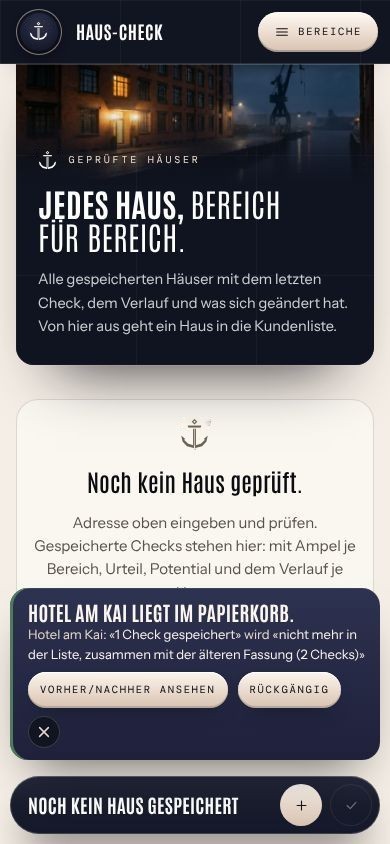 HAUS-CHECK
BEREICHE
GEPRÜFTE HÄUSER
JEDES HAUS, BEREICH
FÜR BEREICH.
Alle gespeicherten Häuser mit dem letzten
Check, dem Verlauf und was sich geändert hat.
Von hier aus geht ein Haus in die Kundenliste.
Noch kein Haus geprüft.
Adresse oben eingeben und prüfen.
Gespeicherte Checks stehen hier: mit Ampel je
Bereich, Urteil, Potential und dem Verlauf je
HOTEL AM KAI LIEGT IM PAPIERKORB.
Hotel am Kai: «1 Check gespeichert» wird «nicht mehr in
der Liste, zusammen mit der älteren Fassung (2 Checks)»
VORHER/NACHHER ANSEHEN
RÜCKGÄNGIG
NOCH KEIN HAUS GESPEICHERT